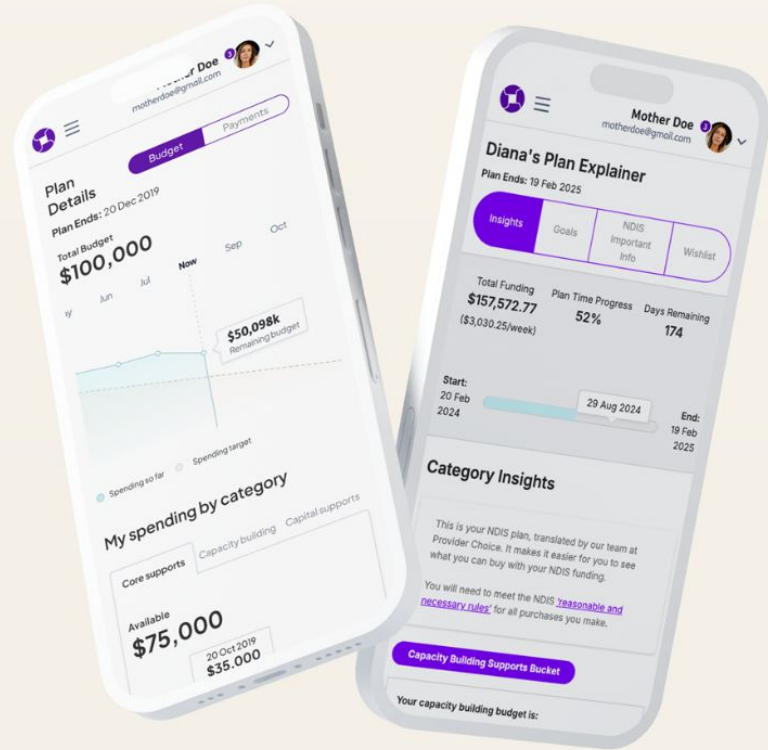 Doe
3
motherdoe@gmail.com
Plan
Details
Budget
Payments
Plan Ends: 20 Dec 2019
Total Budget
$100,000
Jun
Jul
Now
Sep
Oct
$50,098k
Remaining budget
Spending so far
Spending target
My spending by category
Core supports
Capacity building
Capital supports
Available
$75,000
20 Oct 2019
$35.000
Mother Doe
3
motherdoe@gmail.com
Diana's Plan Explainer
Plan Ends: 19 Feb 2025
Insights
Goals
NDIS
Important
Info
Wishlist
Total Funding
$157,572.77
($3,030.25/week)
Plan Time Progress
52%
Days Remaining
174
Start:
20 Feb
2024
29 Aug 2024
End:
19 Feb
2025
Category Insights
This is your NDIS plan, translated by our team at
Provider Choice. It makes it easier for you to see
what you can buy with your NDIS funding.
You will need to meet the NDIS 'reasonable and
necessary rules' for all purchases you make.
Capacity Building Supports Bucket
Your capacity building budget is: